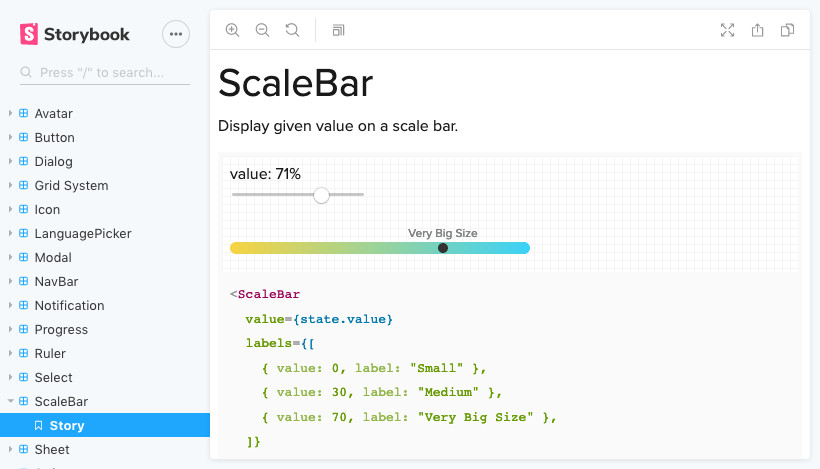 Storybook
Press "/" to search...
Avatar
Button
Dialog
Grid System
Icon
LanguagePicker
Modal
NavBar
Notification
Progress
Ruler
Select
ScaleBar
Story
Sheet
ScaleBar
Display given value on a scale bar.
value: 71%
Very Big Size
<ScaleBar
value={state.value}
labels={[
{ value: 0, label: "Small" },
{ value: 30, label: "Medium" },
{ value: 70, label: "Very Big Size" },
]}